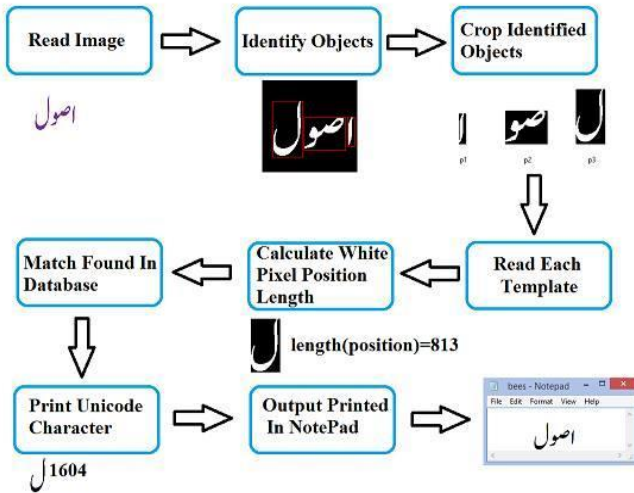 Read Image
Identify Objects
Crop Identified
Objects
اصول
اصول
ا
صو
ل
p1
p2
p3
Match Found In
Database
Calculate White
Pixel Position
Length
Read Each
Template
ل
length(position)=813
Print Unicode
Character
Output Printed
In NotePad
bees - Notepad
File Edit Format View Help
اصول
ل 1604